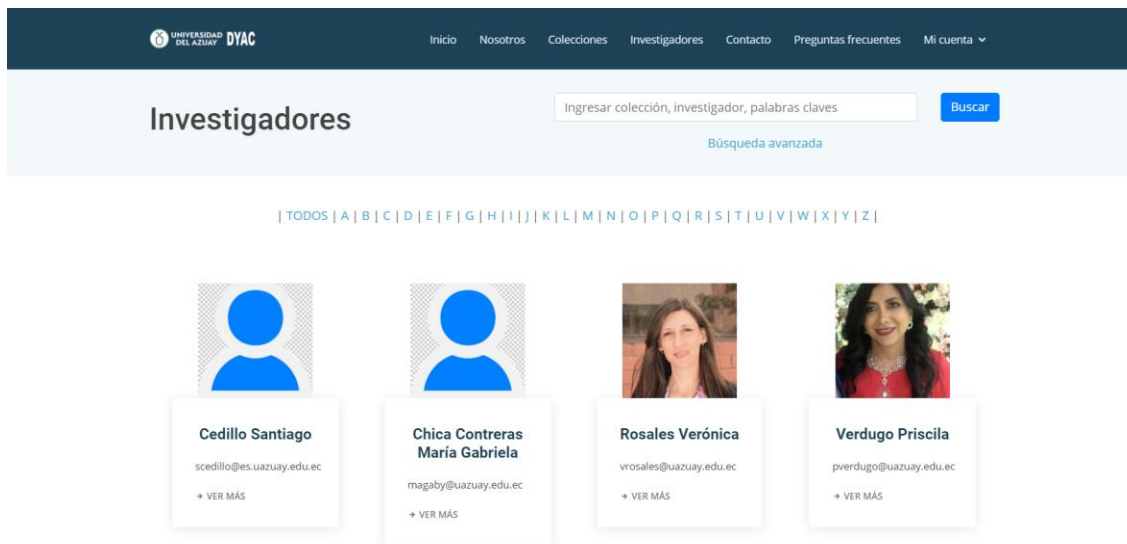 UNIVERSIDAD
DEL AZUAY DYAC
Inicio Nosotros Colecciones Investigadores Contacto Preguntas frecuentes Mi cuenta
Investigadores
Ingresar colección, investigador, palabras claves
Buscar
Búsqueda avanzada
| TODOS | A | B | C | D | E | F | G | H | I | J | K | L | M | N | O | P | Q | R | S | T | U | V | W | X | Y | Z |
Cedillo Santiago
scedillo@es.uazuay.edu.ec
→ VER MÁS
Chica Contreras
María Gabriela
magaby@uazuay.edu.ec
→ VER MÁS
Rosales Verónica
vrosales@uazuay.edu.ec
→ VER MÁS
Verdugo Priscila
pverdugo@uazuay.edu.ec
→ VER MÁS